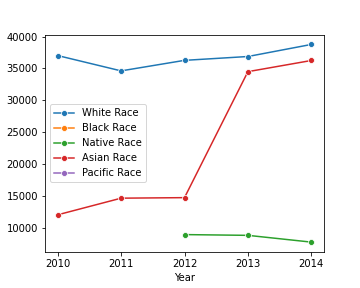 40000
35000
30000
25000
20000
15000
10000
White Race
Black Race
Native Race
Asian Race
Pacific Race
2010 2011 2012 2013 2014
Year